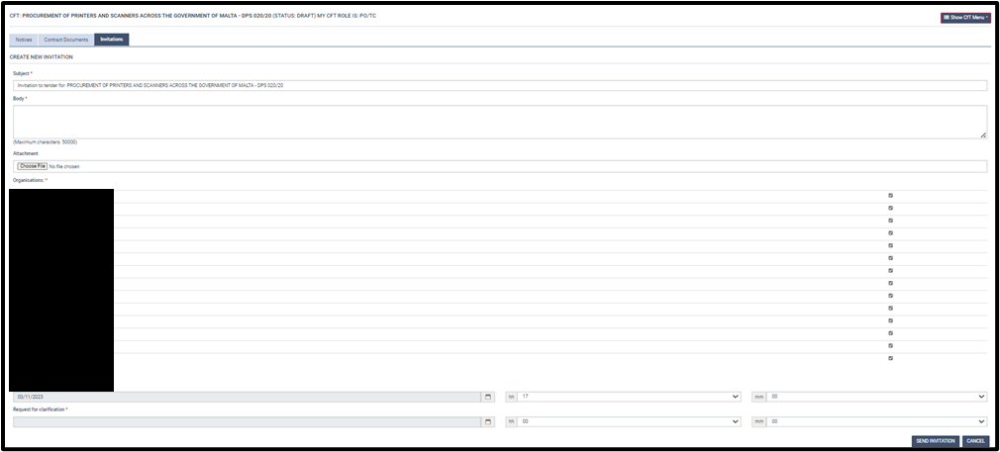 CFT: PROCUREMENT OF PRINTERS AND SCANNERS ACROSS THE GOVERNMENT OF MALTA - DPS 020/20 (STATUS: DRAFT) MY CFT ROLE IS: PO/TC
Show CfT Menu
Notices Contract Documents Invitations
CREATE NEW INVITATION
Subject *
Invitation to tender for: PROCUREMENT OF PRINTERS AND SCANNERS ACROSS THE GOVERNMENT OF MALTA - DPS 020/20
Body *
(Maximum characters 50000)
Attachment
Choose File No file chosen
Organisations: *
03/11/2023 hh 17 mm 00
Request for clarification *
hh 00 mm 00
SEND INVITATION CANCEL